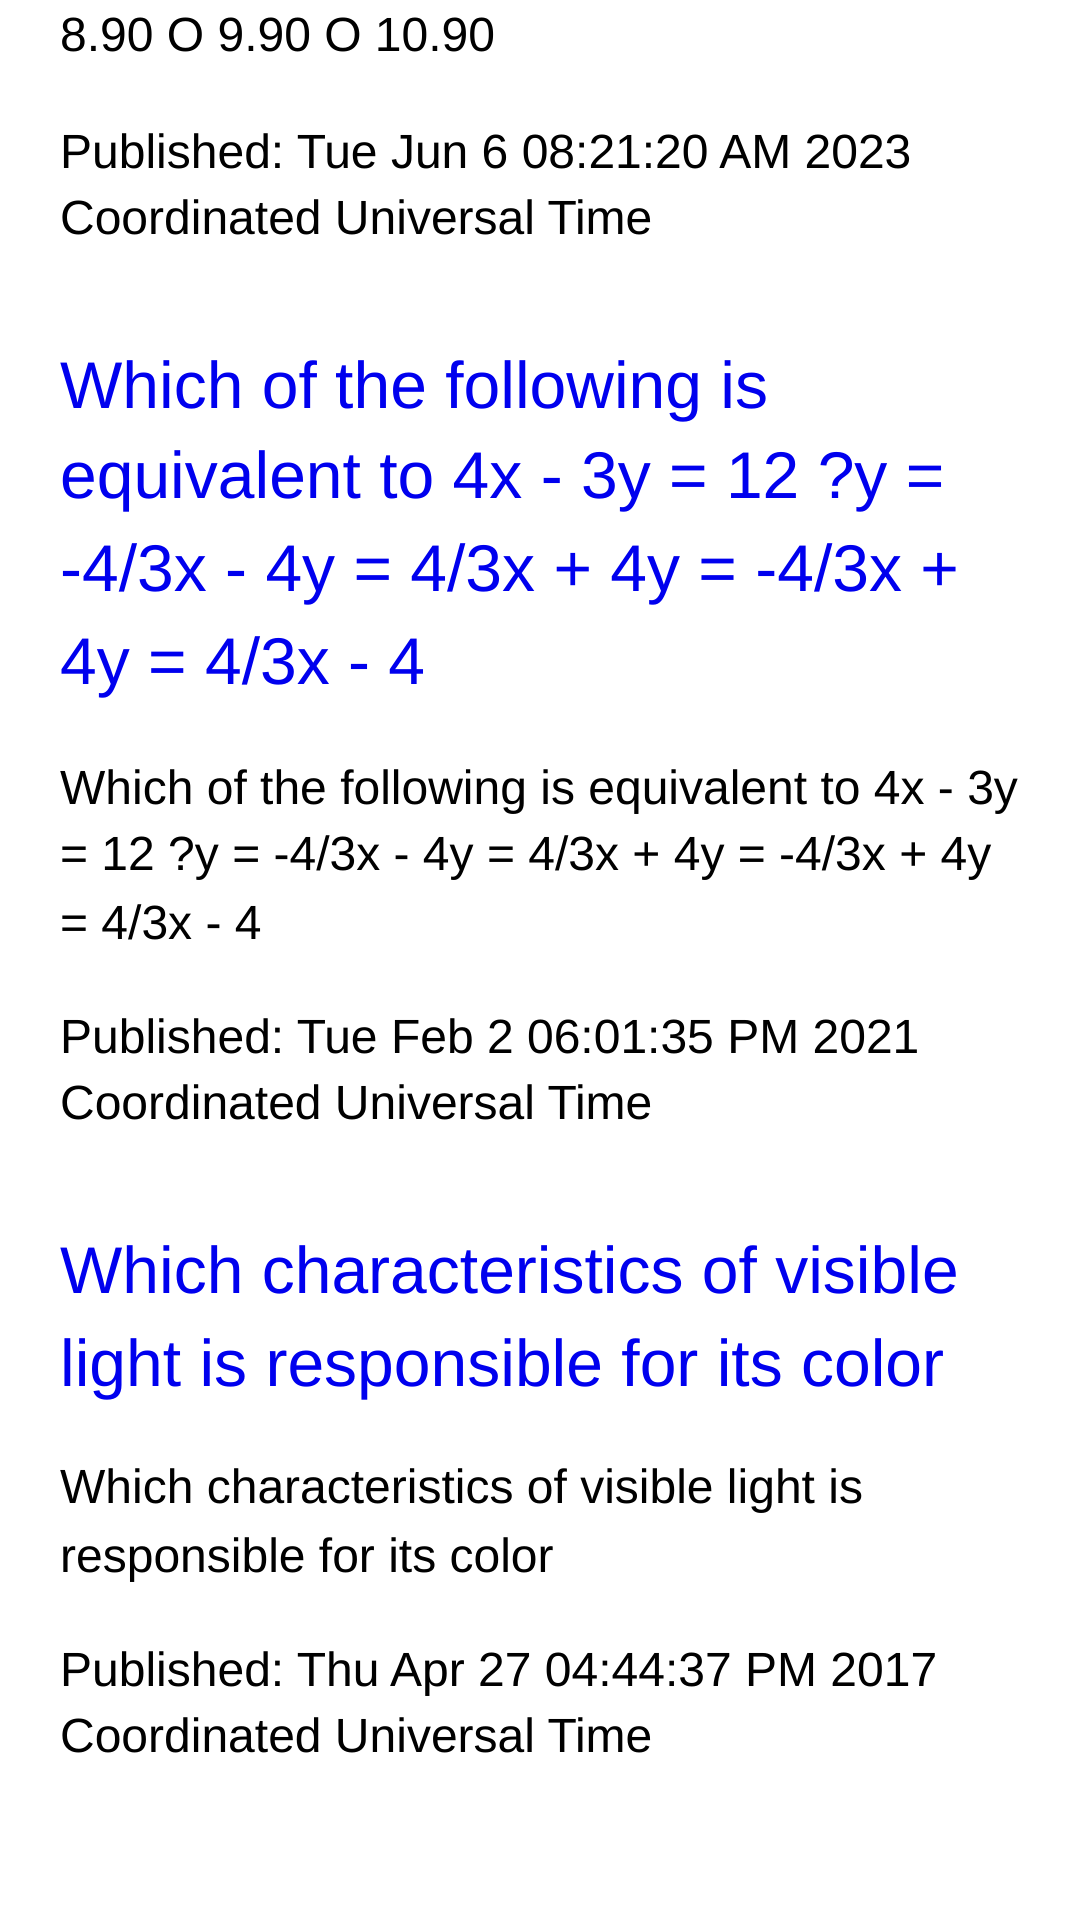 8.90 O 9.90 O 10.90
Published: Tue Jun 6 08:21:20 AM 2023
Coordinated Universal Time
Which of the following is
equivalent to 4x - 3y = 12 ?y =
-4/3x - 4y = 4/3x + 4y = -4/3x +
4y = 4/3x - 4
Which of the following is equivalent to 4x - 3y
= 12 ?y = -4/3x - 4y = 4/3x + 4y = -4/3x + 4y
= 4/3x - 4
Published: Tue Feb 2 06:01:35 PM 2021
Coordinated Universal Time
Which characteristics of visible
light is responsible for its color
Which characteristics of visible light is
responsible for its color
Published: Thu Apr 27 04:44:37 PM 2017
Coordinated Universal Time